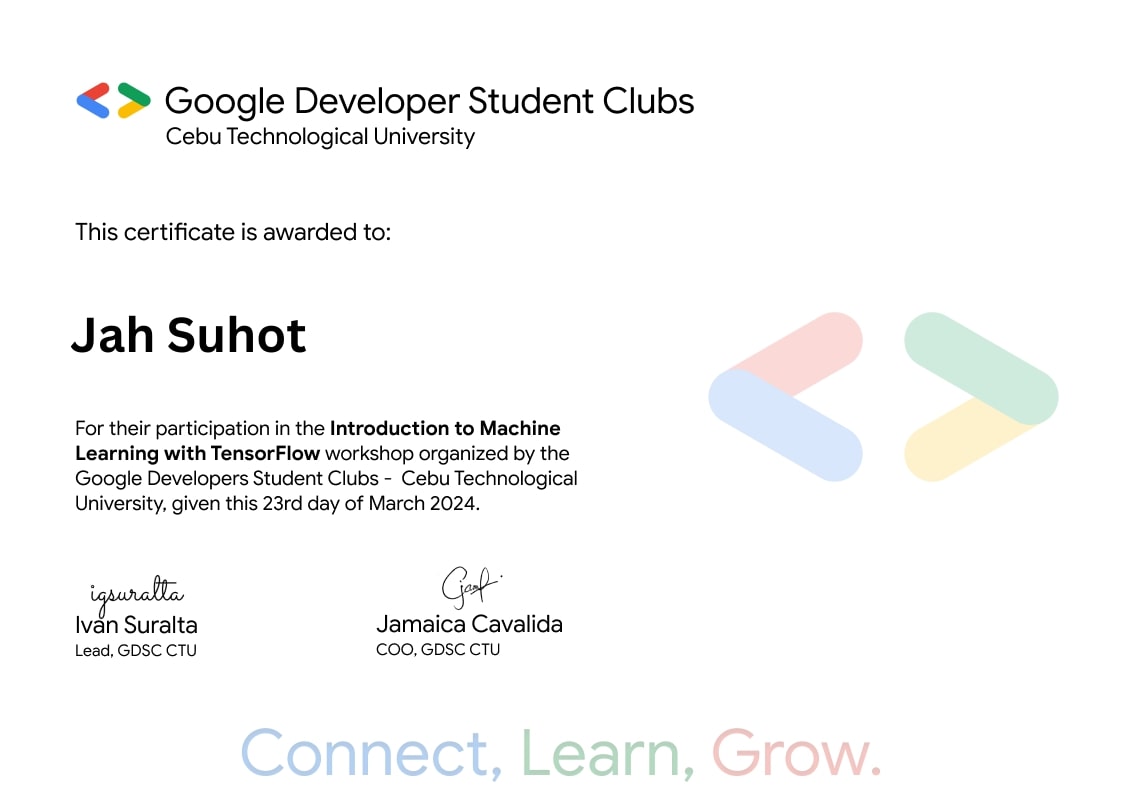 Google Developer Student Clubs
Cebu Technological University
This certificate is awarded to:
Jah Suhot
For their participation in the Introduction to Machine
Learning with TensorFlow workshop organized by the
Google Developers Student Clubs - Cebu Technological
University, given this 23rd day of March 2024.
igsuralta
Ivan Suralta
Lead, GDSC CTU
Jamaica Cavalida
COO, GDSC CTU
Connect, Learn, Grow.